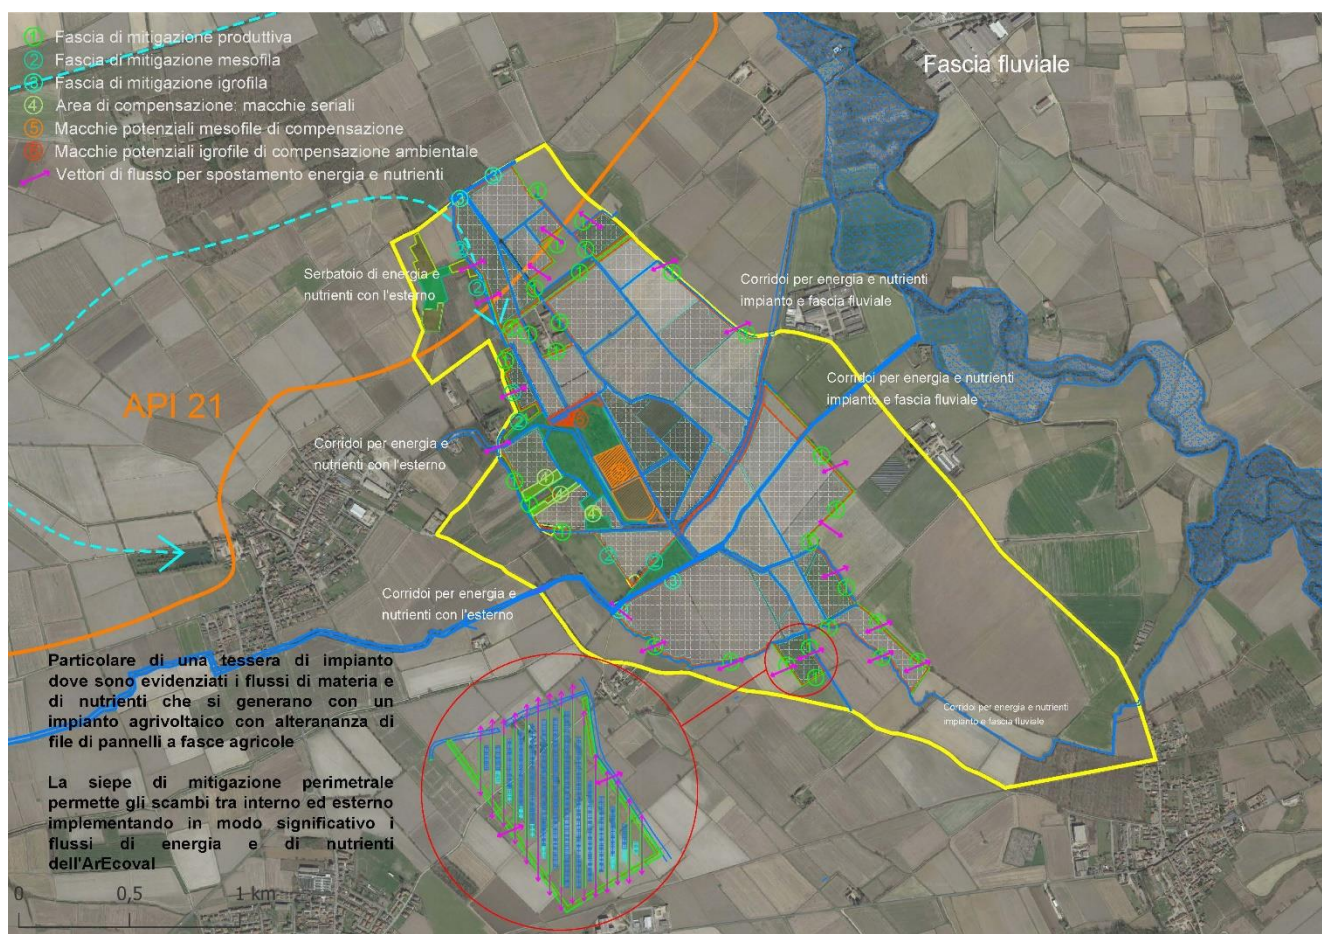 ① Fascia di mitigazione produttiva
② Fascia di mitigazione mesofila
③ Fascia di mitigazione igrofila
④ Area di compensazione: macchie seriali
⑤ Macchie potenziali mesofile di compensazione
⑥ Macchie potenziali igrofile di compensazione ambientale
Vettori di flusso per spostamento energia e nutrienti
Fascia fluviale
Serbatoio di energia e
nutrienti con l'esterno
Corridoi per energia e nutrienti
impianto e fascia fluviale
Corridoi per energia e nutrienti
impianto e fascia fluviale
API 21
Corridoi per energia e
nutrienti con l'esterno
Corridoi per energia e
nutrienti con l'esterno
Corridoi per energia e nutrienti
impianto e fascia fluviale
Particolare di una tessera di impianto
dove sono evidenziati i flussi di materia e
di nutrienti che si generano con un
impianto agrivoltaico con alterananza di
file di pannelli a fasce agricole
La siepe di mitigazione perimetrale
permette gli scambi tra interno ed esterno
implementando in modo significativo i
flussi di energia e di nutrienti
dell'ArEcoval
0 0,5 1 km